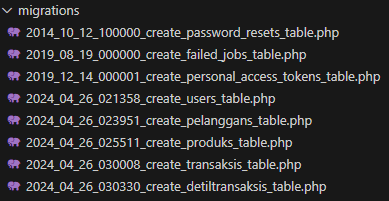 migrations
2014_10_12_100000_create_password_resets_table.php
2019_08_19_000000_create_failed_jobs_table.php
2019_12_14_000001_create_personal_access_tokens_table.php
2024_04_26_021358_create_users_table.php
2024_04_26_023951_create_pelanggans_table.php
2024_04_26_025511_create_produks_table.php
2024_04_26_030008_create_transaksis_table.php
2024_04_26_030330_create_detiltransaksis_table.php